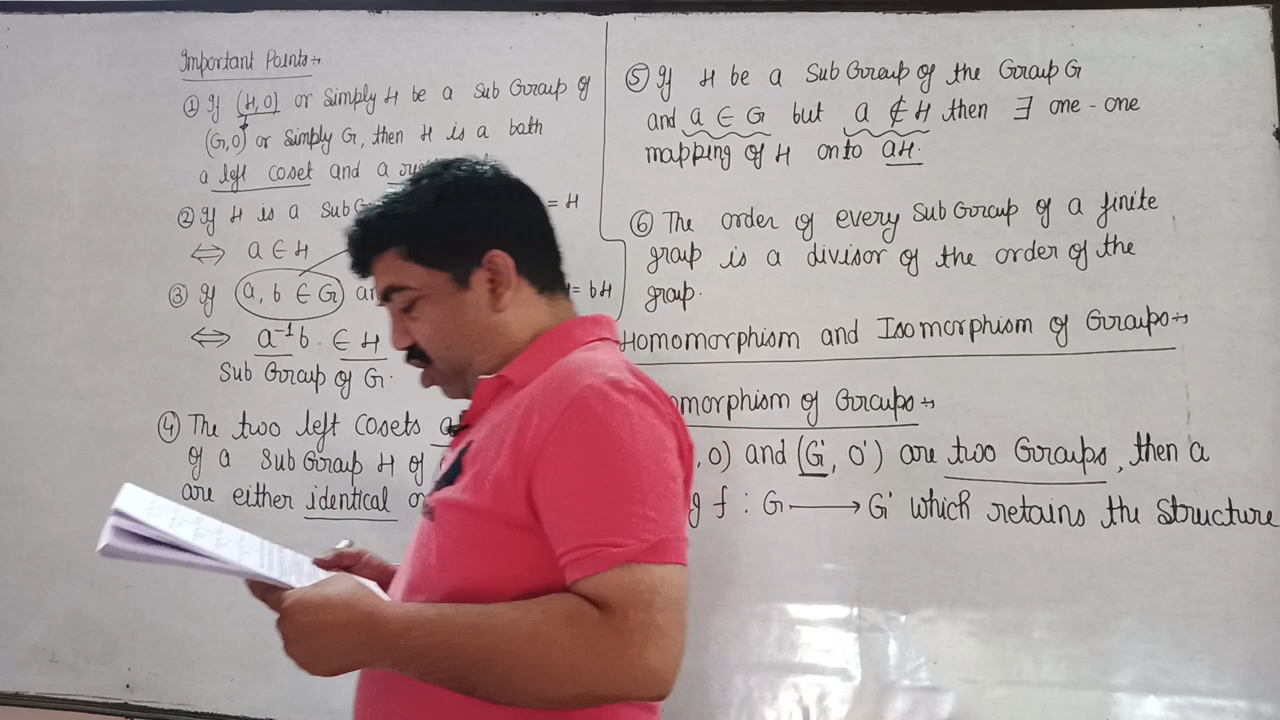 Important Points:→
① If (H,0) or simply H be a Sub Group of
(G,0) or Simply G, then H is a both
a left coset and a
② If H is a Sub = H
⇔ a ∈ H
③ If a, b ∈ G = bH
⇔ a⁻¹b ∈ H
Sub Group of G.
④ The two left cosets
of a Sub Group H of
are either identical
⑤ If H be a Sub Group of the Group G
and a ∈ G but a ∉ H then ∃ one-one
mapping of H onto aH.
⑥ The order of every Sub Group of a finite
group is a divisor of the order of the
group.
Homomorphism and Isomorphism of Groups:→
morphism of Groups:→
, 0) and (G', 0') are two Groups, then a
f : G → G' which retains the structure